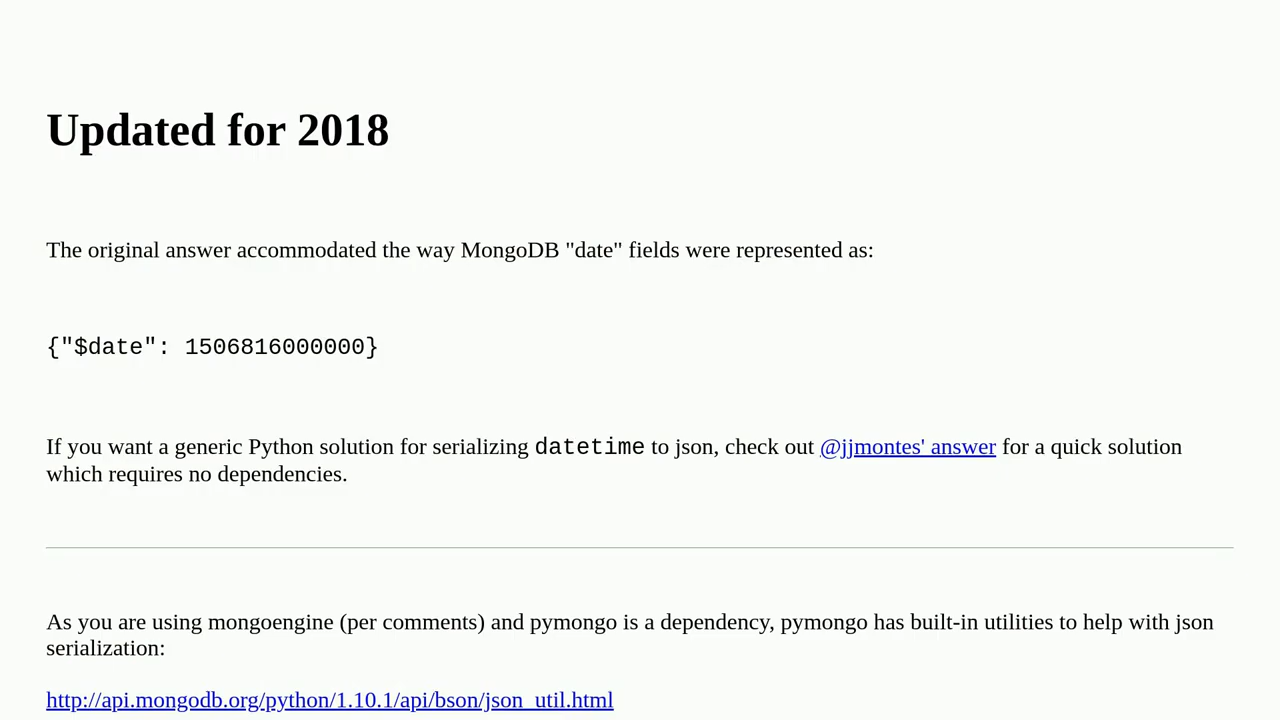 Updated for 2018
The original answer accommodated the way MongoDB "date" fields were represented as:
{"$date": 1506816000000}
If you want a generic Python solution for serializing datetime to json, check out @jjmontes' answer for a quick solution
which requires no dependencies.
As you are using mongoengine (per comments) and pymongo is a dependency, pymongo has built-in utilities to help with json
serialization:
http://api.mongodb.org/python/1.10.1/api/bson/json_util.html